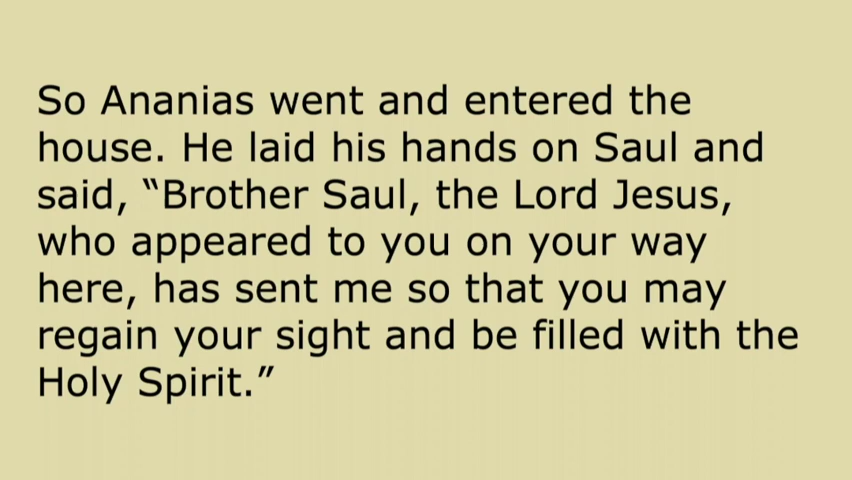 So Ananias went and entered the
house. He laid his hands on Saul and
said, “Brother Saul, the Lord Jesus,
who appeared to you on your way
here, has sent me so that you may
regain your sight and be filled with the
Holy Spirit.”